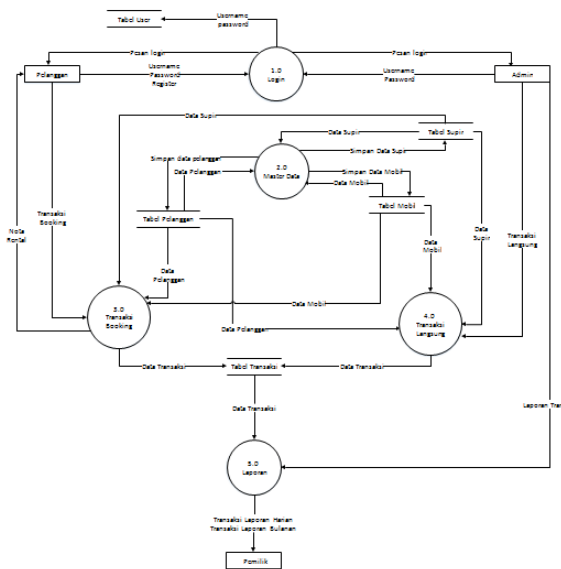 Tabel User
Username
password
Pesan login
Pesan login
Pelanggan
Username
Password
Register
1.0
Login
Username
Password
Admin
Data Supir
Data Supir
Tabel Supir
Simpan Data Supir
Simpan data pelanggan
Data Pelanggan
2.0
Master Data
Simpan Data Mobil
Data Mobil
Tabel Mobil
Tabel Pelanggan
Nota
Rental
Transaksi
Booking
Data
Pelanggan
Data
Mobil
Data
Supir
Transaksi
Langsung
3.0
Transaksi
Booking
Data Mobil
Data Pelanggan
4.0
Transaksi
Langsung
Data Transaksi
Tabel Transaksi
Data Transaksi
Data Transaksi
Laporan Tran
5.0
Laporan
Transaksi Laporan Harian
Transaksi Laporan Bulanan
Pemilik